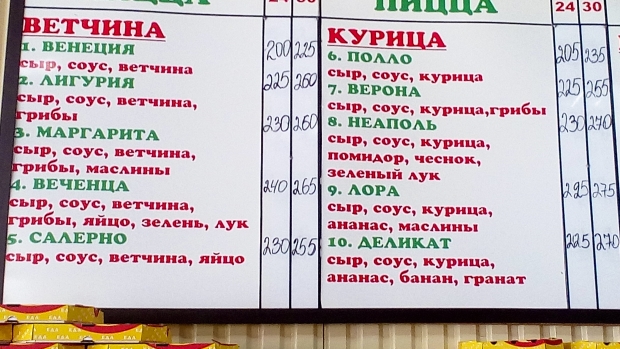 ПИЦЦА
24 30
ВЕТЧИНА
1. ВЕНЕЦИЯ 200 225
сыр, соус, ветчина
2. ЛИГУРИЯ 225 260
сыр, соус, ветчина,
грибы
3. МАРГАРИТА 230 260
сыр, соус, ветчина,
грибы, маслины
4. ВЕЧЕНЦА 240 265
сыр, соус, ветчина,
грибы, яйцо, зелень, лук
5. САЛЕРНО 230 255
сыр, соус, ветчина, яйцо
ПИЦЦА 24 30
КУРИЦА
6. ПОЛЛО 205 235
сыр, соус, курица
7. ВЕРОНА 225 255
сыр, соус, курица,грибы
8. НЕАПОЛЬ 230 270
сыр, соус, курица,
помидор, чеснок,
зеленый лук
9. ЛОРА 275
сыр, соус, курица,
ананас, маслины
10. ДЕЛИКАТ 225 270
сыр, соус, курица,
ананас, банан, гранат